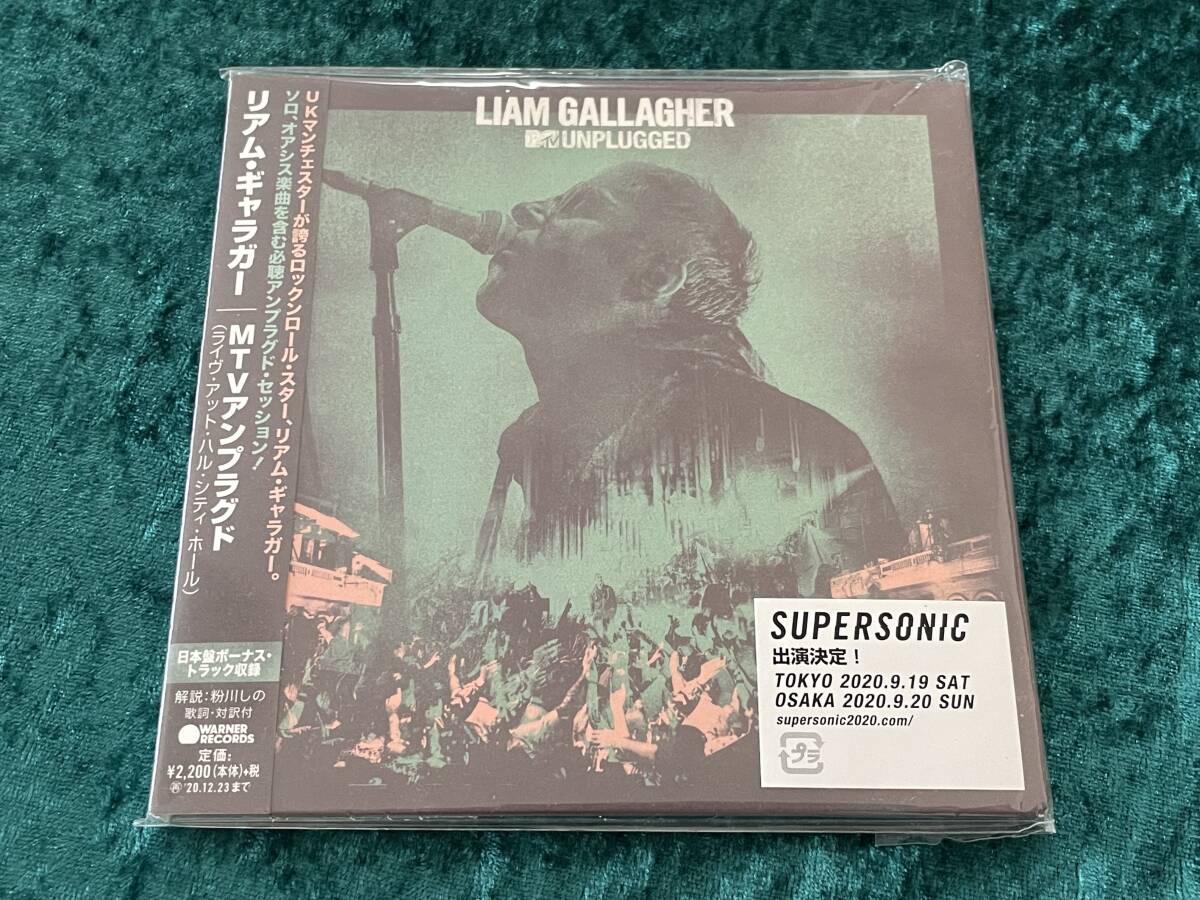 LIAM GALLAGHER
MTV UNPLUGGED
UKマンチェスターが誇るロックンロール・スター、リアム・ギャラガー。
ソロ、オアシス楽曲を含む必聴アンプラグド・セッション！
リアム・ギャラガー｜MTVアンプラグド
(ライヴ・アット・ハル・シティ・ホール)
日本盤ボーナス・
トラック収録
解説：粉川しの
歌詞・対訳付
WARNER
RECORDS
定価：
¥2,200(本体)+税
㊢'20.12.23まで
SUPERSONIC
出演決定！
TOKYO 2020.9.19 SAT
OSAKA 2020.9.20 SUN
supersonic2020.com/
プラ